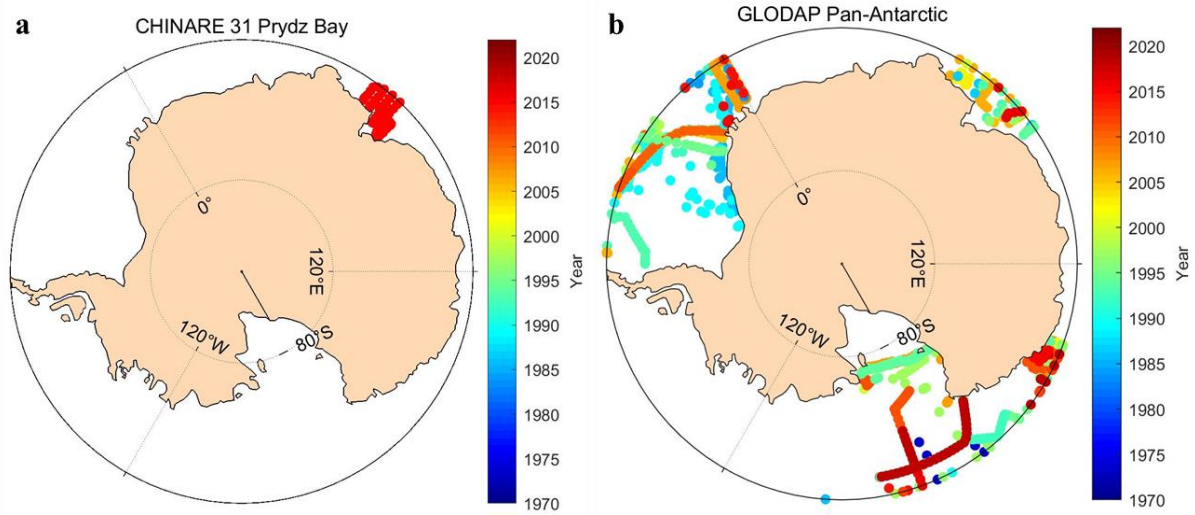 a
CHINARE 31 Prydz Bay
0°
120°E
120°W
80°S
2020
2015
2010
2005
2000
1995
1990
1985
1980
1975
1970
Year
b
GLODAP Pan-Antarctic
0°
120°E
120°W
80°S
2020
2015
2010
2005
2000
1995
1990
1985
1980
1975
1970
Year